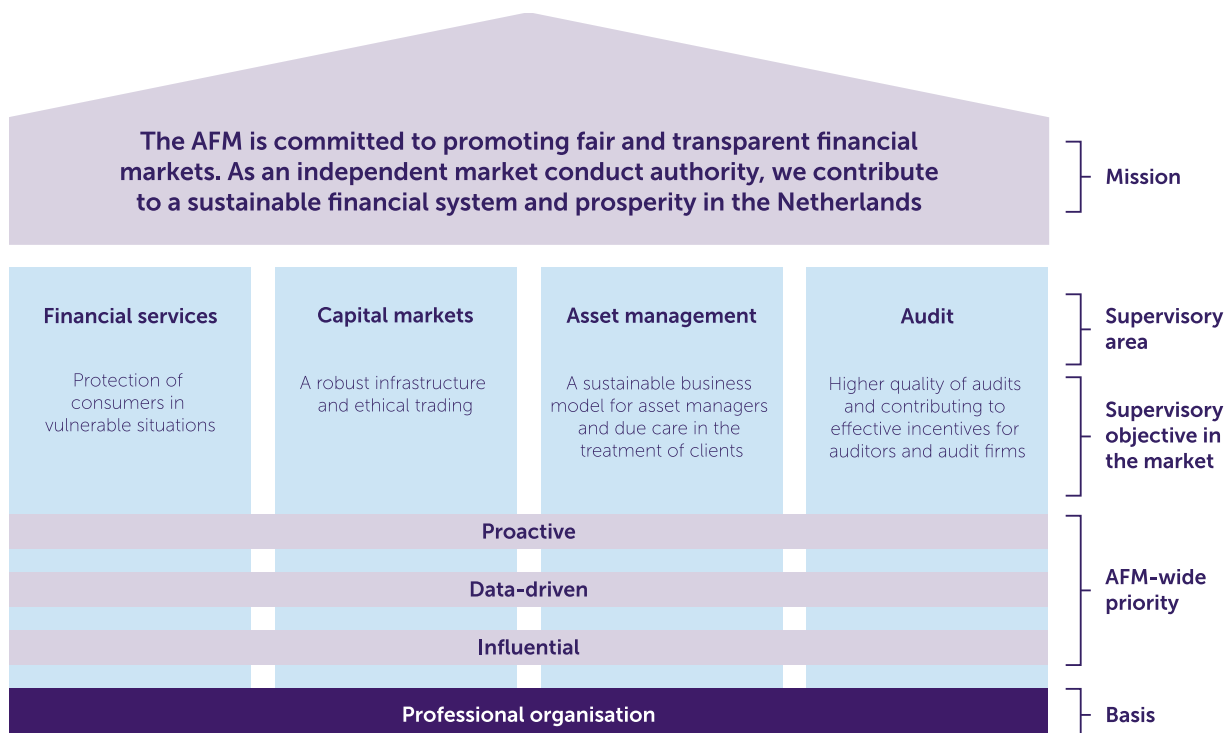 The AFM is committed to promoting fair and transparent financial
markets. As an independent market conduct authority, we contribute
to a sustainable financial system and prosperity in the Netherlands
Mission
Financial services
Capital markets
Asset management
Audit
Supervisory
area
Protection of
consumers in
vulnerable situations
A robust infrastructure
and ethical trading
A sustainable business
model for asset managers
and due care in the
treatment of clients
Higher quality of audits
and contributing to
effective incentives for
auditors and audit firms
Supervisory
objective in
the market
Proactive
Data-driven
Influential
AFM-wide
priority
Professional organisation
Basis